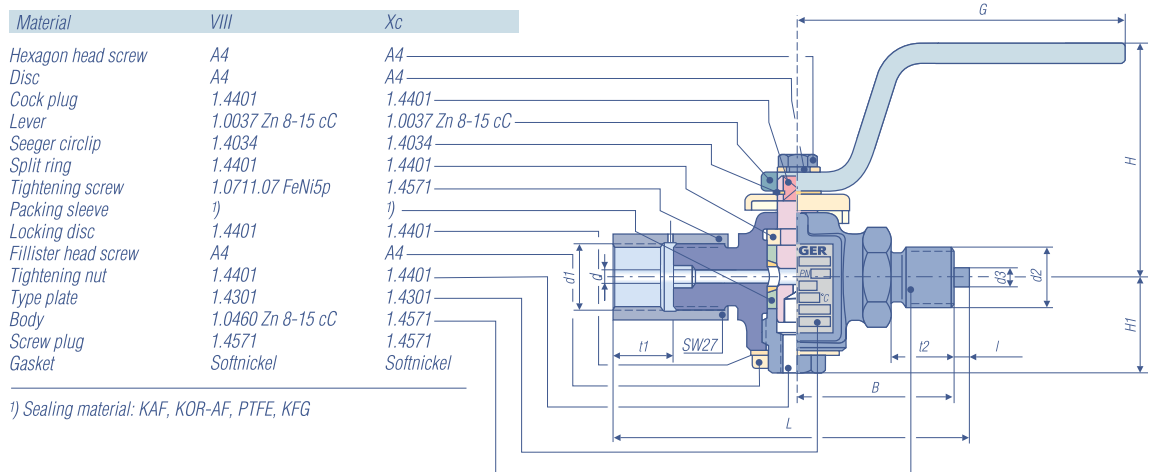 Material VIII Xc
Hexagon head screw A4 A4
Disc A4 A4
Cock plug 1.4401 1.4401
Lever 1.0037 Zn 8-15 cC 1.0037 Zn 8-15 cC
Seeger circlip 1.4034 1.4034
Split ring 1.4401 1.4401
Tightening screw 1.0711.07 FeNi5p 1.4571
Packing sleeve 1) 1)
Locking disc 1.4401 1.4401
Fillister head screw A4 A4
Tightening nut 1.4401 1.4401
Type plate 1.4301 1.4301
Body 1.0460 Zn 8-15 cC 1.4571
Screw plug 1.4571 1.4571
Gasket Softnickel Softnickel
1) Sealing material: KAF, KOR-AF, PTFE, KFG
G
H
GER
PN
°C
d1
d
d3
d2
H1
t1
SW27
t2
l
B
L